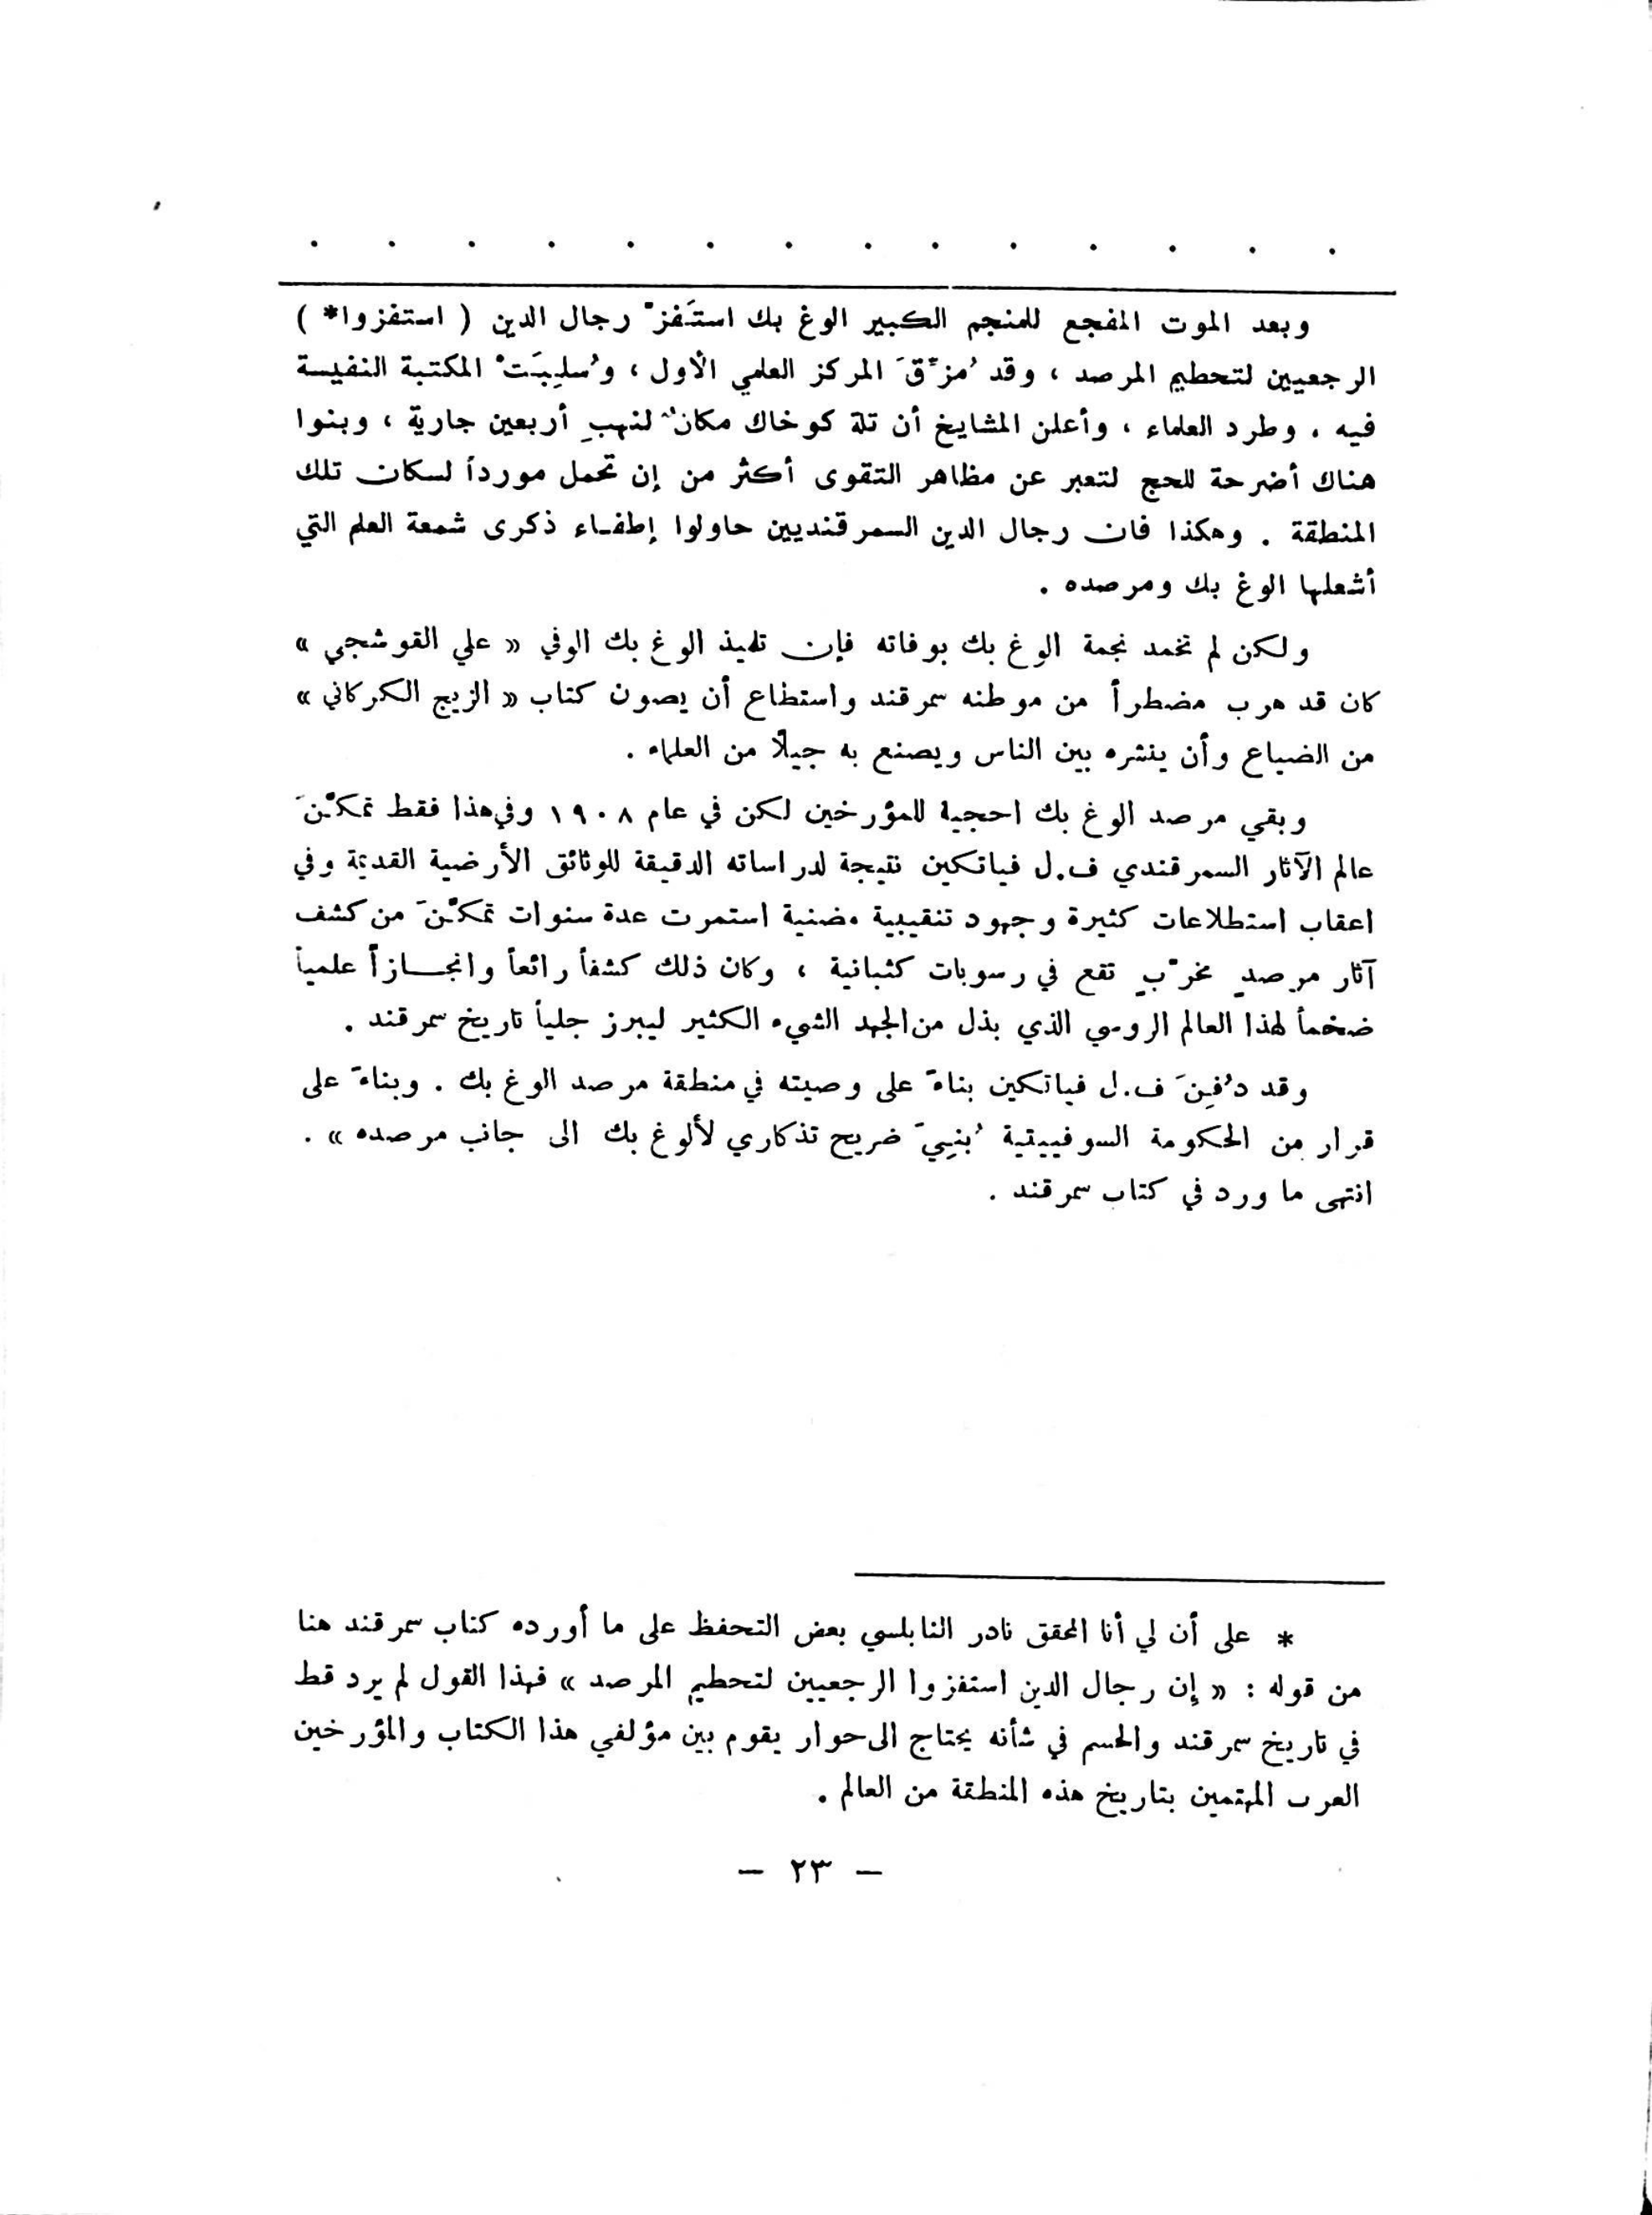 . . . . . . . . . . . . . .
وبعد الموت المفجع للمنجم الكبير الوغ بك استَفزّ رجال الدين ( استفزوا* )
الرجعيين لتحطيم المرصد ، وقد مُزّقَ المركز العلمي الأول ، وسُلِبَتْ المكتبة النفيسة
فيه . وطرد العلماء ، وأعلن المشايخ أن تلة كوخاك مكانٌ لنهبِ أربعين جارية ، وبنوا
هناك أضرحة للحج لتعبر عن مظاهر التقوى أكثر من إن تحمل مورداً لسكان تلك
المنطقة . وهكذا فان رجال الدين السمرقنديين حاولوا إطفاء ذكرى شمعة العلم التي
أشعلها الوغ بك ومرصده .
ولكن لم تخمد نجمة الوغ بك بوفاته فإن تلميذ الوغ بك الوفي « علي القوشجي »
كان قد هرب مضطراً من موطنه سمرقند واستطاع أن يصون كتاب « الزيج الكركاني »
من الضياع وأن ينشره بين الناس ويصنع به جيلًا من العلماء .
وبقي مرصد الوغ بك احجية للمؤرخين لكن في عام ١٩٠٨ وفي هذا فقط تمكّنَ
عالم الآثار السمرقندي ف.ل فياتكين نتيجة لدراساته الدقيقة للوثائق الأرضية القديمة وفي
اعقاب استطلاعات كثيرة وجهود تنقيبية مضنية استمرت عدة سنوات تمكّنَ من كشف
آثار مرصدٍ مخرّبٍ تقع في رسوبات كثبانية ، وكان ذلك كشفاً رائعاً وانجازاً علمياً
ضخماً لهذا العالم الروسي الذي بذل من الجهد الشيء الكثير ليبرز جلياً تاريخ سمرقند .
وقد دُفِنَ ف.ل فياتكين بناءً على وصيته في منطقة مرصد الوغ بك . وبناءً على
قرار من الحكومة السوفييتية بُنِيَ ضريح تذكاري لألوغ بك الى جانب مرصده » .
انتهى ما ورد في كتاب سمرقند .
* على أن لي أنا المحقق نادر النابلسي بعض التحفظ على ما أورده كتاب سمرقند هنا
من قوله : « إن رجال الدين استفزوا الرجعيين لتحطيم المرصد » فهذا القول لم يرد قط
في تاريخ سمرقند والحسم في شأنه يحتاج الى حوار يقوم بين مؤلفي هذا الكتاب والمؤرخين
العرب المهتمين بتاريخ هذه المنطقة من العالم .
– ٢٣ –